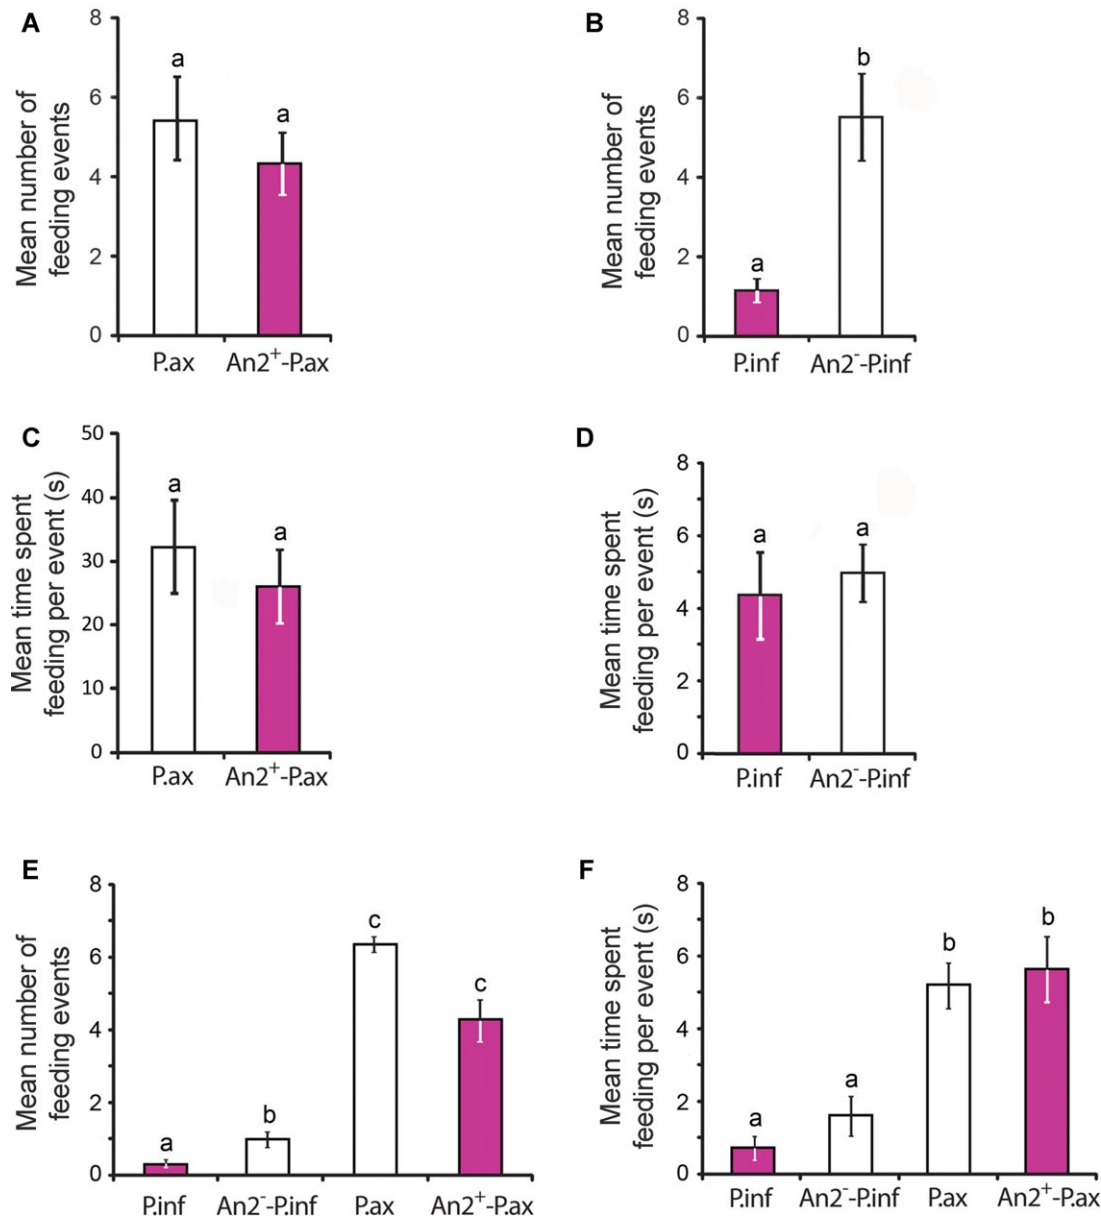 A
Mean number of
feeding events
8
6
4
2
0
a
a
P.ax
An2⁺-P.ax
B
Mean number of
feeding events
8
6
4
2
0
a
b
P.inf
An2⁻-P.inf
C
Mean time spent
feeding per event (s)
50
40
30
20
10
0
a
a
P.ax
An2⁺-P.ax
D
Mean time spent
feeding per event (s)
8
6
4
2
0
a
a
P.inf
An2⁻-P.inf
E
Mean number of
feeding events
8
6
4
2
0
a
b
c
c
P.inf
An2⁻-P.inf
P.ax
An2⁺-P.ax
F
Mean time spent
feeding per event (s)
8
6
4
2
0
a
a
b
b
P.inf
An2⁻-P.inf
P.ax
An2⁺-P.ax